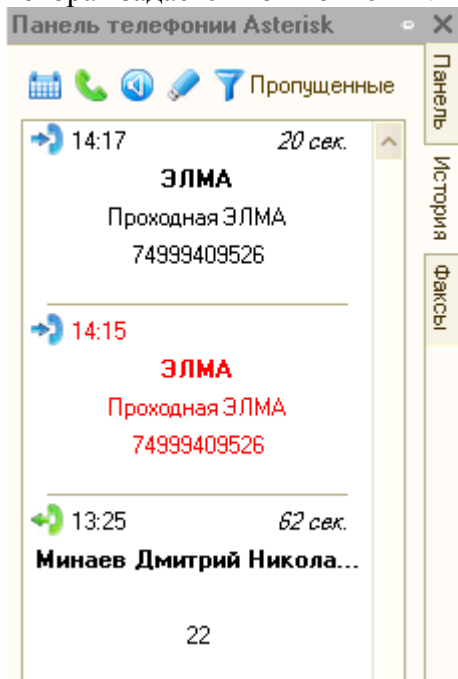 Панель телефонии Asterisk
Пропущенные
14:17 20 сек.
ЭЛМА
Проходная ЭЛМА
74999409526
14:15
ЭЛМА
Проходная ЭЛМА
74999409526
13:25 62 сек.
Минаев Дмитрий Никола...
22
Панель
История
Факсы